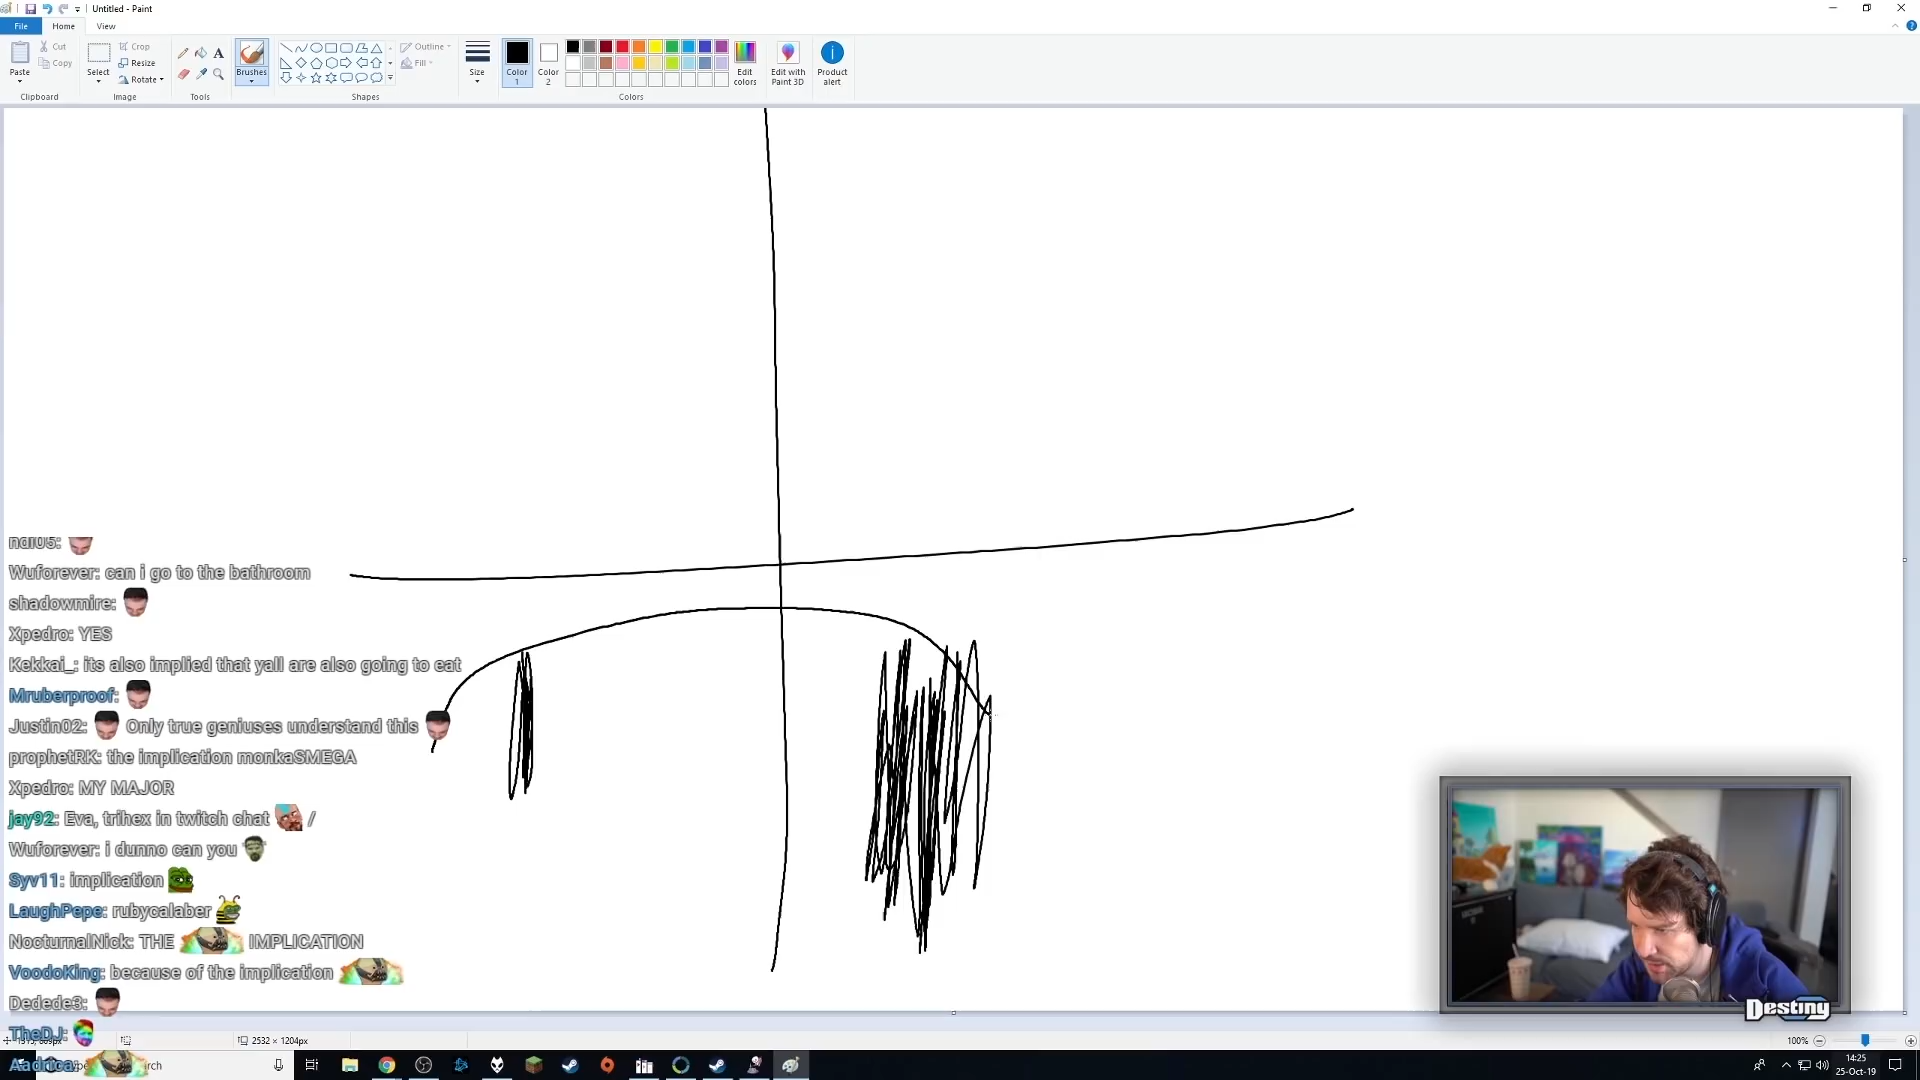 Untitled - Paint
File
Home
View
Paste
Cut
Copy
Clipboard
Select
Crop
Resize
Rotate
Image
A
Tools
Brushes
Outline
Fill
Shapes
Size
Color
1
Color
2
Edit
colors
Colors
Edit with
Paint 3D
Product
alert
ndi05:
Wuforever: can i go to the bathroom
shadowmire:
Xpedro: YES
Kekkai_: its also implied that yall are also going to eat
Mruberproof:
Justin02: Only true geniuses understand this
prophetRK: the implication monkaSMEGA
Xpedro: MY MAJOR
jay92: Eva, trihex in twitch chat /
Wuforever: i dunno can you
Syv11: implication
LaughPepe: rubycalaber
NocturnalNick: THE IMPLICATION
VoodoKing: because of the implication
Dedede3:
TheDJ:
Destiny
2532 × 1204px
100%
14:25
25-Oct-19